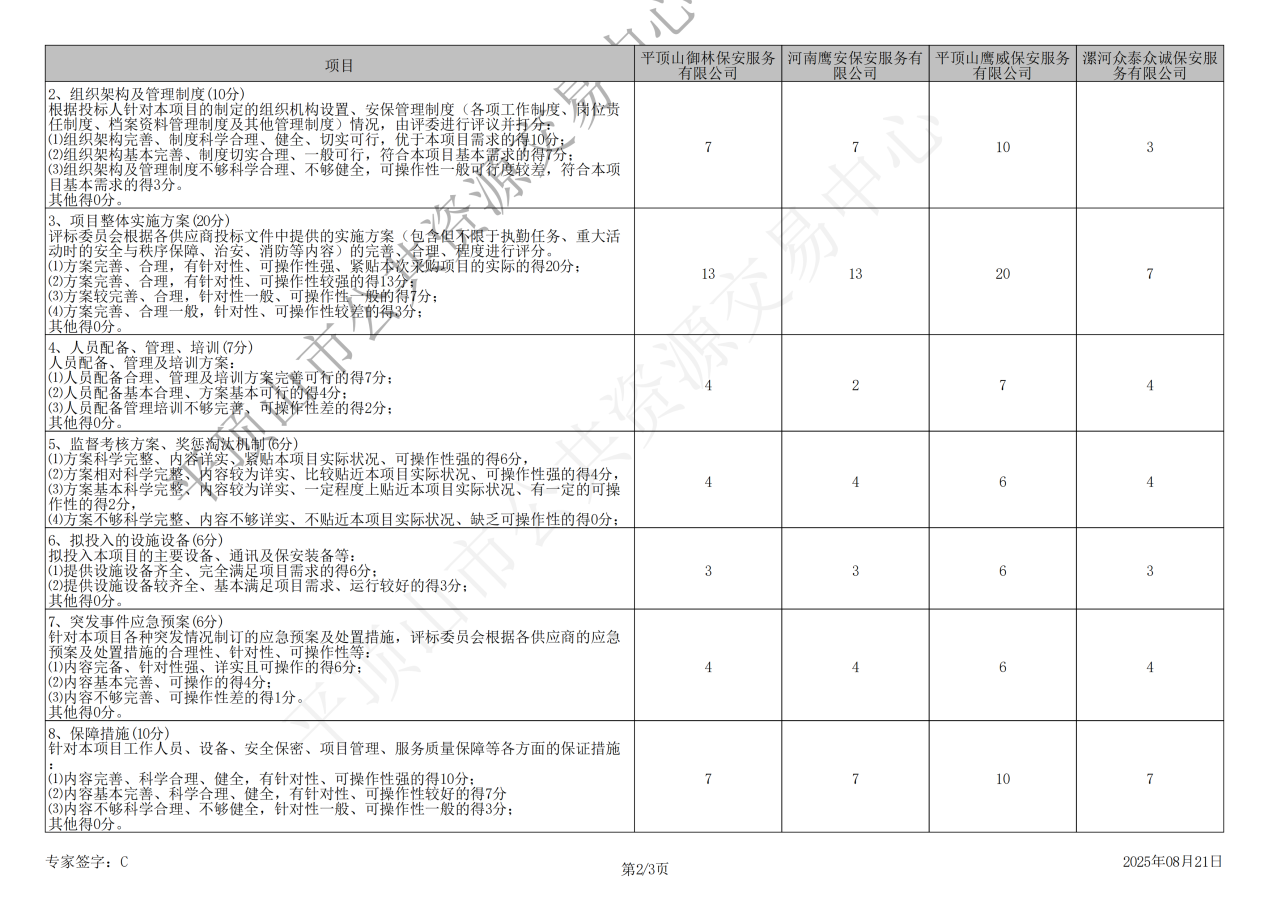 项目
平顶山御林保安服务
有限公司
河南鹰安保安服务有
限公司
平顶山鹰威保安服务
有限公司
漯河众泰众诚保安服
务有限公司
2、组织架构及管理制度(10分)
根据投标人针对本项目的制定的组织机构设置、安保管理制度（各项工作制度、岗位责
任制度、档案资料管理制度及其他管理制度）情况，由评委进行评议并打分：
⑴组织架构完善、制度科学合理、健全、切实可行，优于本项目需求的得10分；
⑵组织架构基本完善、制度切实合理、一般可行，符合本项目基本需求的得7分；
⑶组织架构及管理制度不够科学合理、不够健全，可操作性一般可行度较差，符合本项
目基本需求的得3分。
其他得0分。
7
7
10
3
3、项目整体实施方案(20分)
评标委员会根据各供应商投标文件中提供的实施方案（包含但不限于执勤任务、重大活
动时的安全与秩序保障、治安、消防等内容）的完善、合理、程度进行评分。
⑴方案完善、合理，有针对性、可操作性强、紧贴本次采购项目的实际的得20分；
⑵方案完善、合理，有针对性、可操作性较强的得13分；
⑶方案较完善、合理，针对性一般、可操作性一般的得7分；
⑷方案完善、合理一般，针对性、可操作性较差的得3分；
其他得0分。
13
13
20
7
4、人员配备、管理、培训(7分)
人员配备、管理及培训方案：
⑴人员配备合理、管理及培训方案完善可行的得7分；
⑵人员配备基本合理、方案基本可行的得4分；
⑶人员配备管理培训不够完善、可操作性差的得2分；
其他得0分。
4
2
7
4
5、监督考核方案、奖惩淘汰机制(6分)
⑴方案科学完整、内容详实、紧贴本项目实际状况、可操作性强的得6分，
⑵方案相对科学完整、内容较为详实、比较贴近本项目实际状况、可操作性强的得4分，
⑶方案基本科学完整、内容较为详实、一定程度上贴近本项目实际状况、有一定的可操
作性的得2分，
⑷方案不够科学完整、内容不够详实、不贴近本项目实际状况、缺乏可操作性的得0分；
4
4
6
4
6、拟投入的设施设备(6分)
拟投入本项目的主要设备、通讯及保安装备等：
⑴提供设施设备齐全、完全满足项目需求的得6分；
⑵提供设施设备较齐全、基本满足项目需求、运行较好的得3分；
其他得0分。
3
3
6
3
7、突发事件应急预案(6分)
针对本项目各种突发情况制订的应急预案及处置措施，评标委员会根据各供应商的应急
预案及处置措施的合理性、针对性、可操作性等：
⑴内容完备、针对性强、详实且可操作的得6分；
⑵内容基本完善、可操作的得4分；
⑶内容不够完善、可操作性差的得1分。
其他得0分。
4
4
6
4
8、保障措施(10分)
针对本项目工作人员、设备、安全保密、项目管理、服务质量保障等各方面的保证措施
：
⑴内容完善、科学合理、健全，有针对性、可操作性强的得10分；
⑵内容基本完善、科学合理、健全，有针对性、可操作性较好的得7分
⑶内容不够科学合理、不够健全，针对性一般、可操作性一般的得3分；
其他得0分。
7
7
10
7
专家签字：C
第2/3页
2025年08月21日
平顶山市公共资源交易中心
平顶山市公共资源交易中心